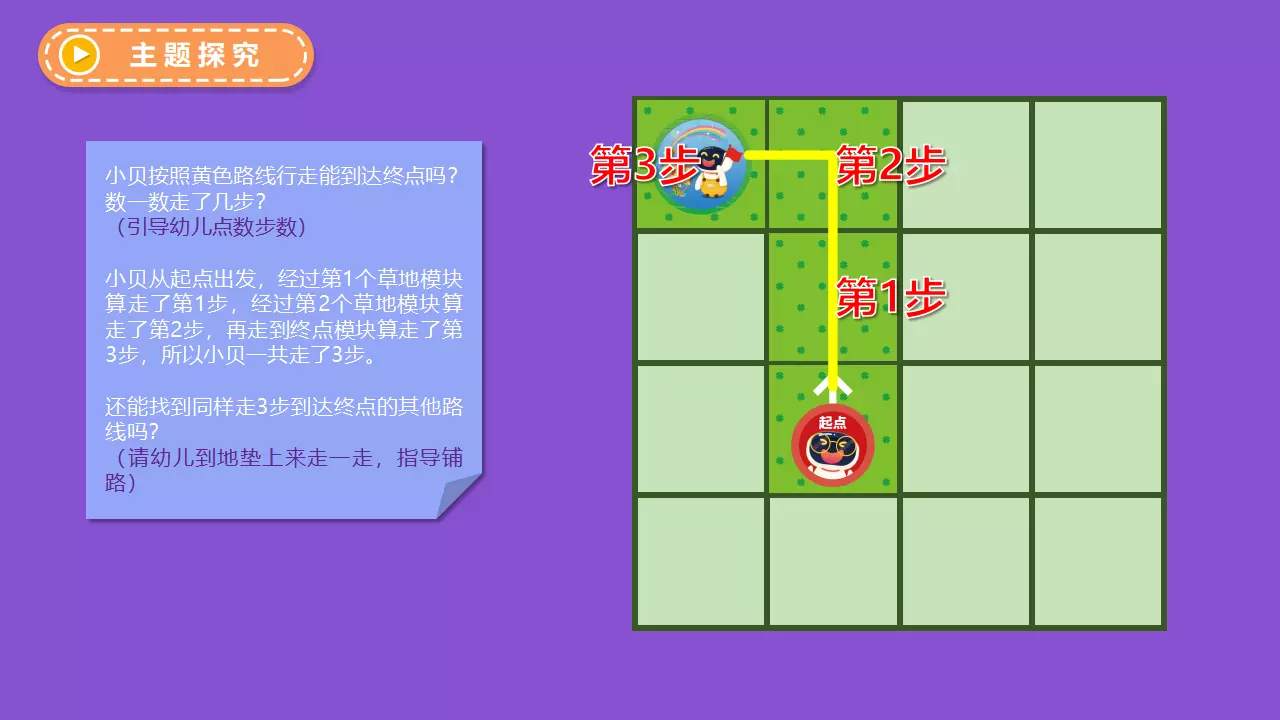 主题探究
小贝按照黄色路线行走能到达终点吗？
数一数走了几步？
（引导幼儿点数步数）
小贝从起点出发，经过第1个草地模块
算走了第1步，经过第2个草地模块算
走了第2步，再走到终点模块算走了第
3步，所以小贝一共走了3步。
还能找到同样走3步到达终点的其他路
线吗？
（请幼儿到地垫上来走一走，指导铺
路）
第3步
第2步
第1步
起点